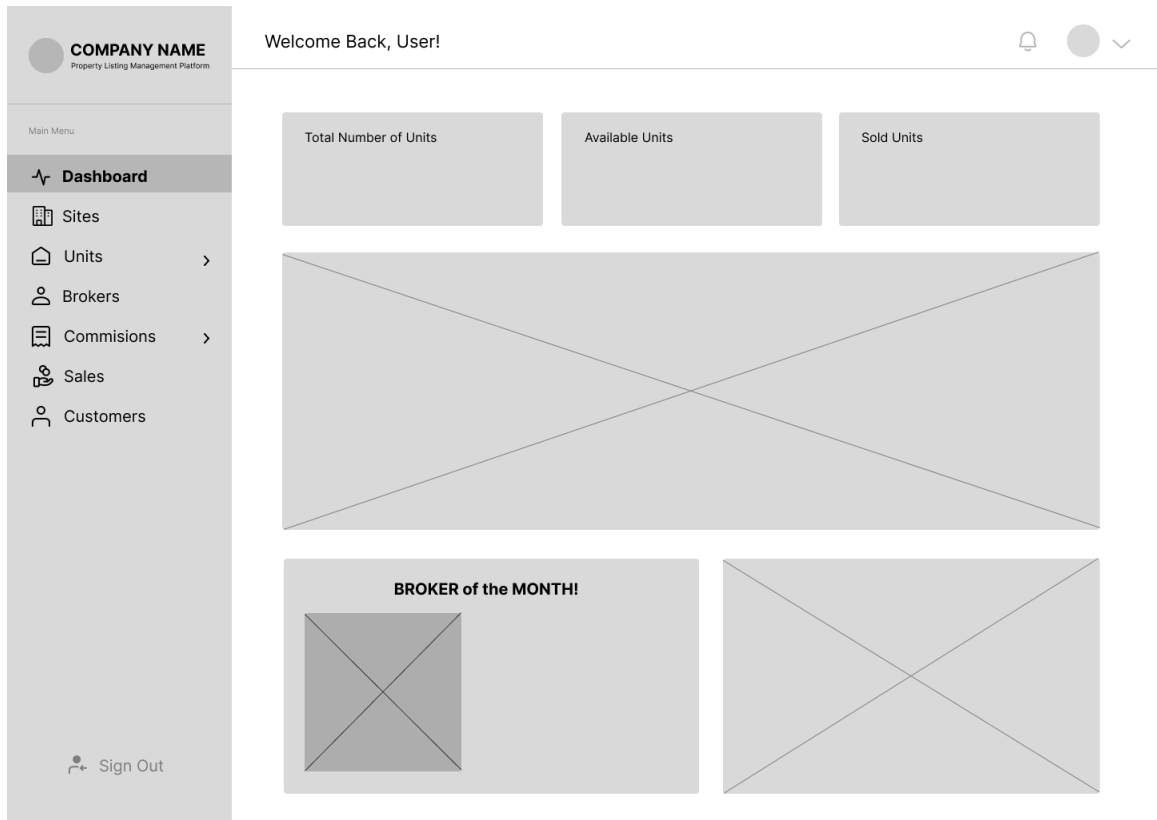 COMPANY NAME
Property Listing Management Platform
Welcome Back, User!
Main Menu
Dashboard
Sites
Units
Brokers
Commisions
Sales
Customers
Sign Out
Total Number of Units
Available Units
Sold Units
BROKER of the MONTH!